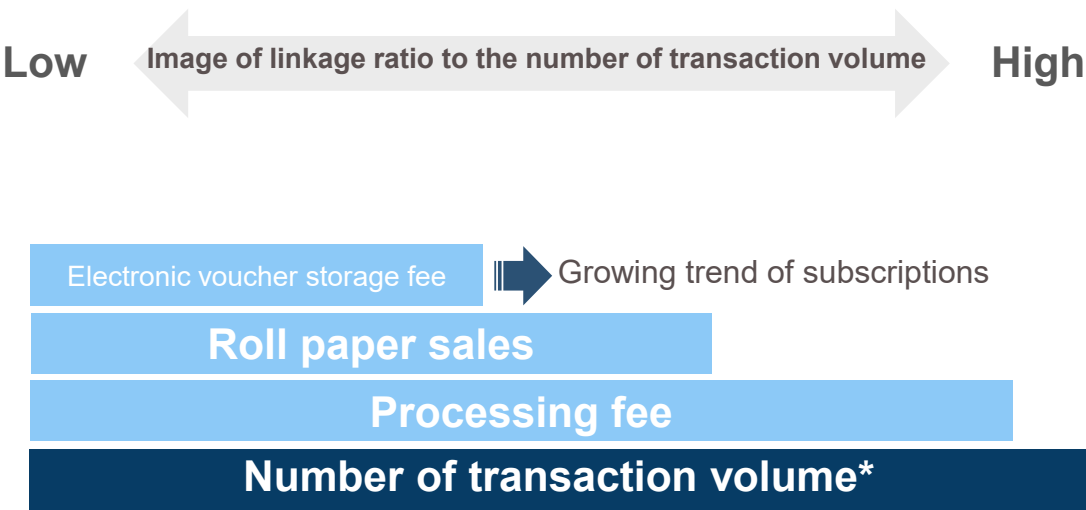 Low
Image of linkage ratio to the number of transaction volume
High
Electronic voucher storage fee
Growing trend of subscriptions
Roll paper sales
Processing fee
Number of transaction volume*